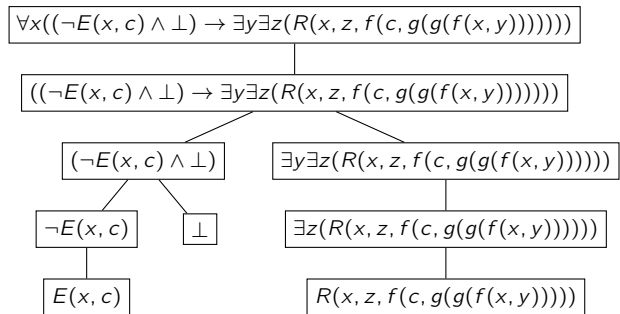 ∀x((¬E(x, c) ∧ ⊥) → ∃y∃z(R(x, z, f(c, g(g(f(x, y)))))))
((¬E(x, c) ∧ ⊥) → ∃y∃z(R(x, z, f(c, g(g(f(x, y)))))))
(¬E(x, c) ∧ ⊥) ∃y∃z(R(x, z, f(c, g(g(f(x, y))))))
¬E(x, c) ⊥ ∃z(R(x, z, f(c, g(g(f(x, y))))))
E(x, c) R(x, z, f(c, g(g(f(x, y)))))